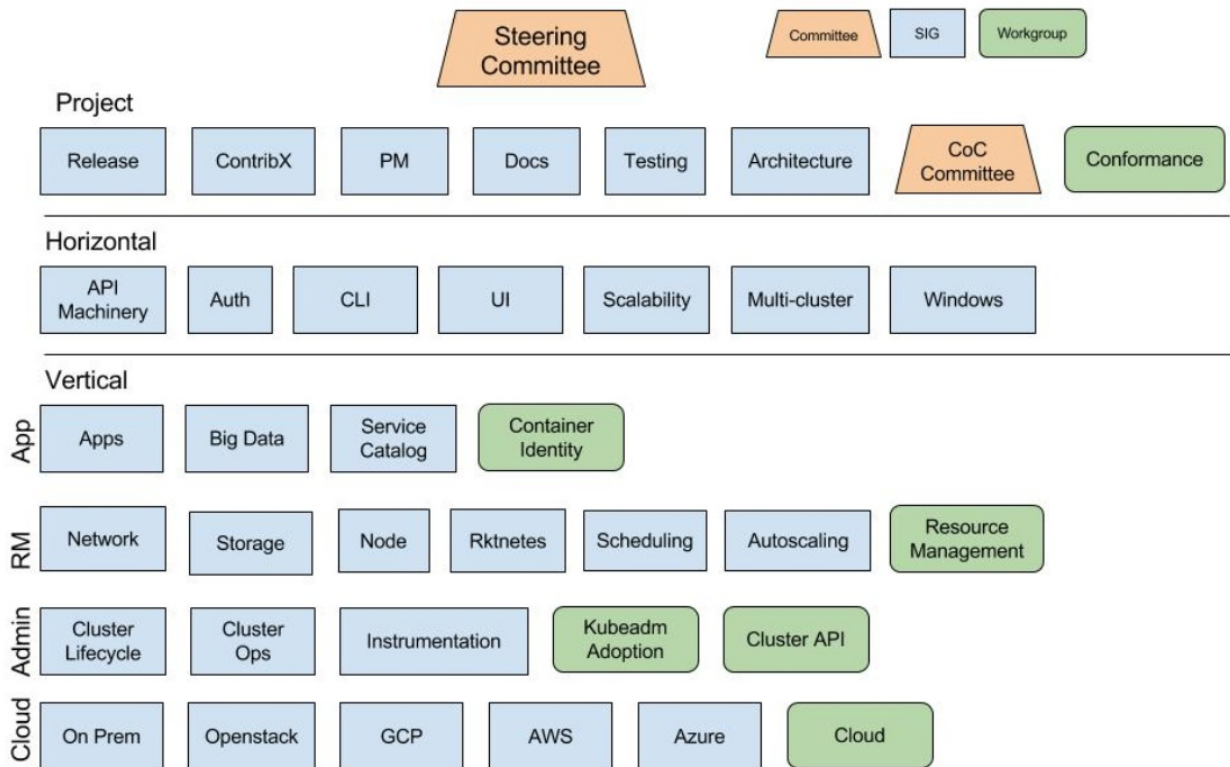 Steering
Committee
Committee
SIG
Workgroup
Project
Release
ContribX
PM
Docs
Testing
Architecture
CoC
Committee
Conformance
Horizontal
API
Machinery
Auth
CLI
UI
Scalability
Multi-cluster
Windows
Vertical
App
Apps
Big Data
Service
Catalog
Container
Identity
RM
Network
Storage
Node
Rktnetes
Scheduling
Autoscaling
Resource
Management
Admin
Cluster
Lifecycle
Cluster
Ops
Instrumentation
Kubeadm
Adoption
Cluster API
Cloud
On Prem
Openstack
GCP
AWS
Azure
Cloud